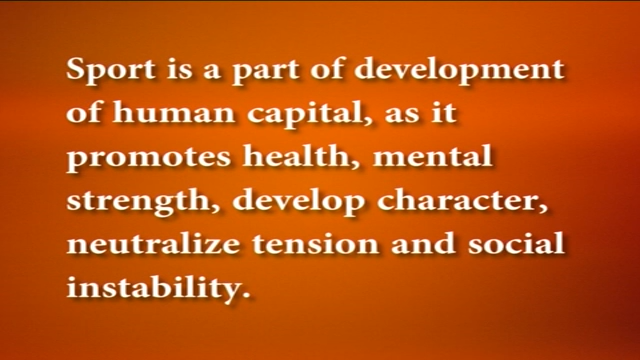 Sport is a part of development
of human capital, as it
promotes health, mental
strength, develop character,
neutralize tension and social
instability.